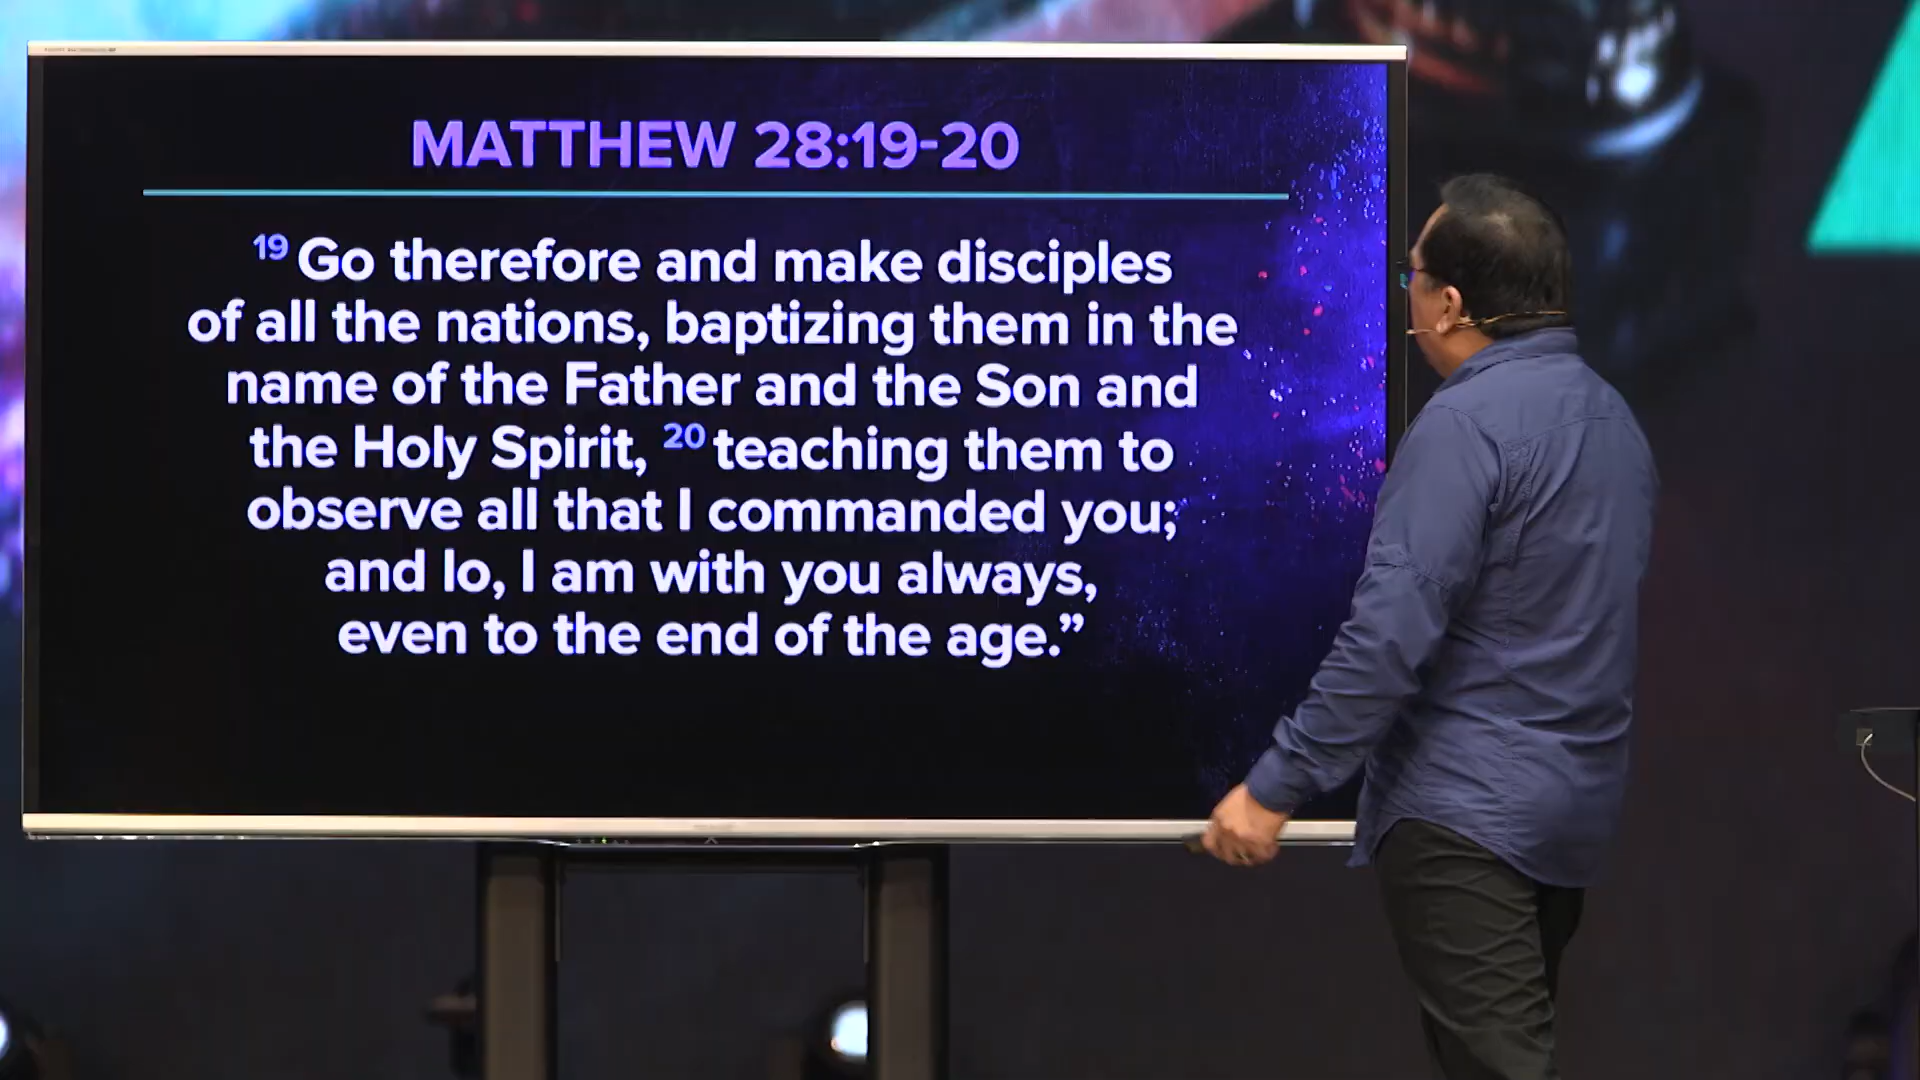 MATTHEW 28:19-20
19 Go therefore and make disciples
of all the nations, baptizing them in the
name of the Father and the Son and
the Holy Spirit, 20 teaching them to
observe all that I commanded you;
and lo, I am with you always,
even to the end of the age.”